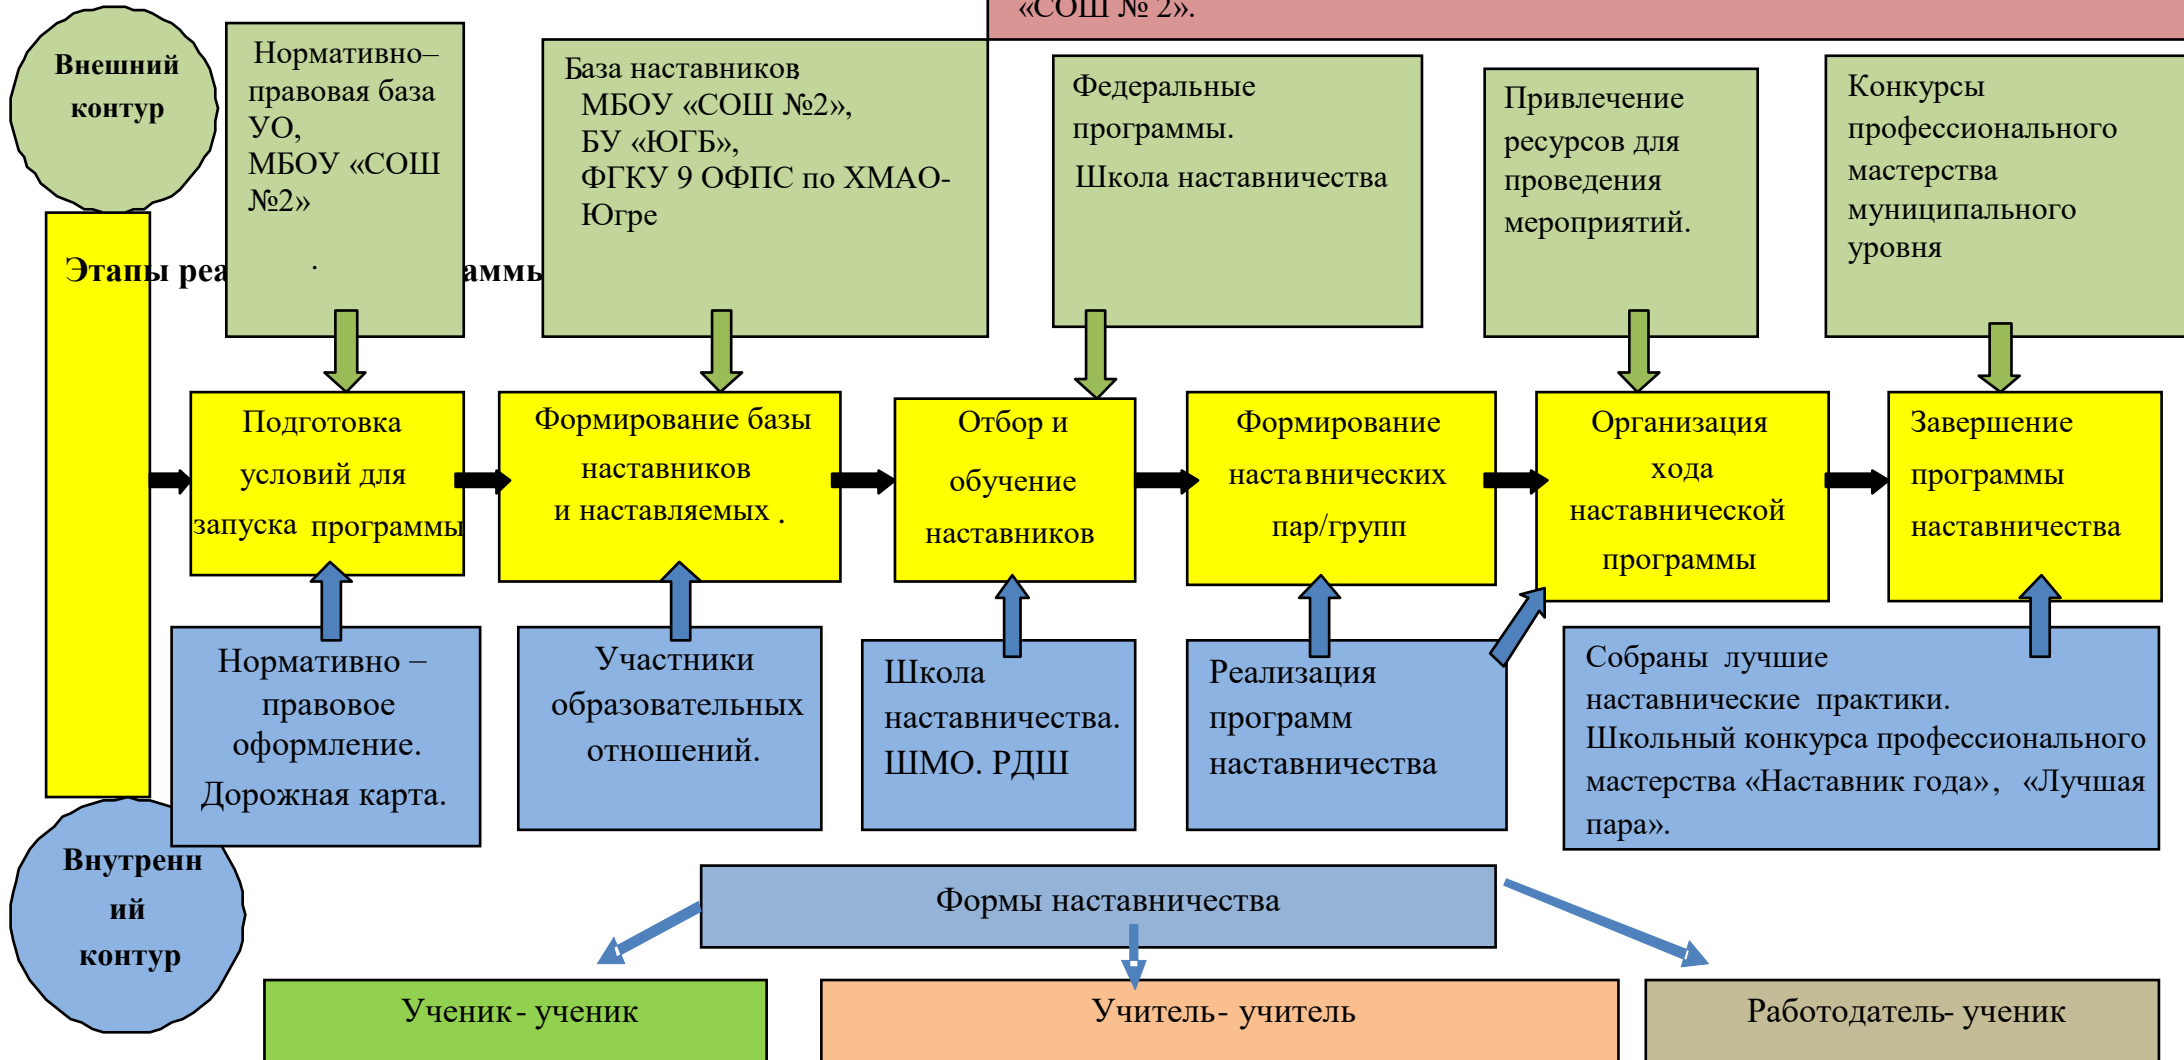 «СОШ № 2».
Внешний
контур
Нормативно–
правовая база
УО,
МБОУ «СОШ
№2»
.
База наставников
МБОУ «СОШ №2»,
БУ «ЮГБ»,
ФГКУ 9 ОФПС по ХМАО-
Югре
Федеральные
программы.
Школа наставничества
Привлечение
ресурсов для
проведения
мероприятий.
Конкурсы
профессионального
мастерства
муниципального
уровня
Этапы реа аммы
Подготовка
условий для
запуска программы
Формирование базы
наставников
и наставляемых .
Отбор и
обучение
наставников
Формирование
наставнических
пар/групп
Организация
хода
наставнической
программы
Завершение
программы
наставничества
Нормативно –
правовое
оформление.
Дорожная карта.
Участники
образовательных
отношений.
Школа
наставничества.
ШМО. РДШ
Реализация
программ
наставничества
Собраны лучшие
наставнические практики.
Школьный конкурса профессионального
мастерства «Наставник года», «Лучшая
пара».
Внутренн
ий
контур
Формы наставничества
Ученик - ученик
Учитель - учитель
Работодатель - ученик